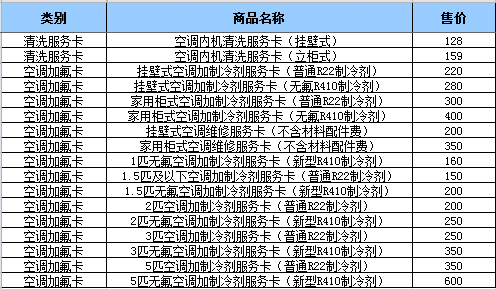 类别 商品名称 售价
清洗服务卡 空调内机清洗服务卡（挂壁式） 128
清洗服务卡 空调内机清洗服务卡（立柜式） 159
空调加氟卡 挂壁式空调加制冷剂服务卡（普通R22制冷剂） 220
空调加氟卡 挂壁式空调加制冷剂服务卡（无氟R410制冷剂） 280
空调加氟卡 家用柜式空调加制冷剂服务卡（普通R22制冷剂） 300
空调加氟卡 家用柜式空调加制冷剂服务卡（无氟R410制冷剂） 400
空调加氟卡 挂壁式空调维修服务卡（不含材料配件费） 200
空调加氟卡 家用柜式空调维修服务卡（不含材料配件费） 350
空调加氟卡 1匹无氟空调加制冷剂服务卡（新型R410制冷剂） 160
空调加氟卡 1.5匹及以下空调加制冷剂服务卡（普通R22制冷剂） 150
空调加氟卡 1.5匹无氟空调加制冷剂服务卡（新型R410制冷剂） 200
空调加氟卡 2匹空调加制冷剂服务卡（普通R22制冷剂） 200
空调加氟卡 2匹无氟空调加制冷剂服务卡（新型R410制冷剂） 250
空调加氟卡 3匹空调加制冷剂服务卡（普通R22制冷剂） 250
空调加氟卡 3匹无氟空调加制冷剂服务卡（新型R410制冷剂） 350
空调加氟卡 5匹空调加制冷剂服务卡（普通R22制冷剂） 350
空调加氟卡 5匹无氟空调加制冷剂服务卡（新型R410制冷剂） 600